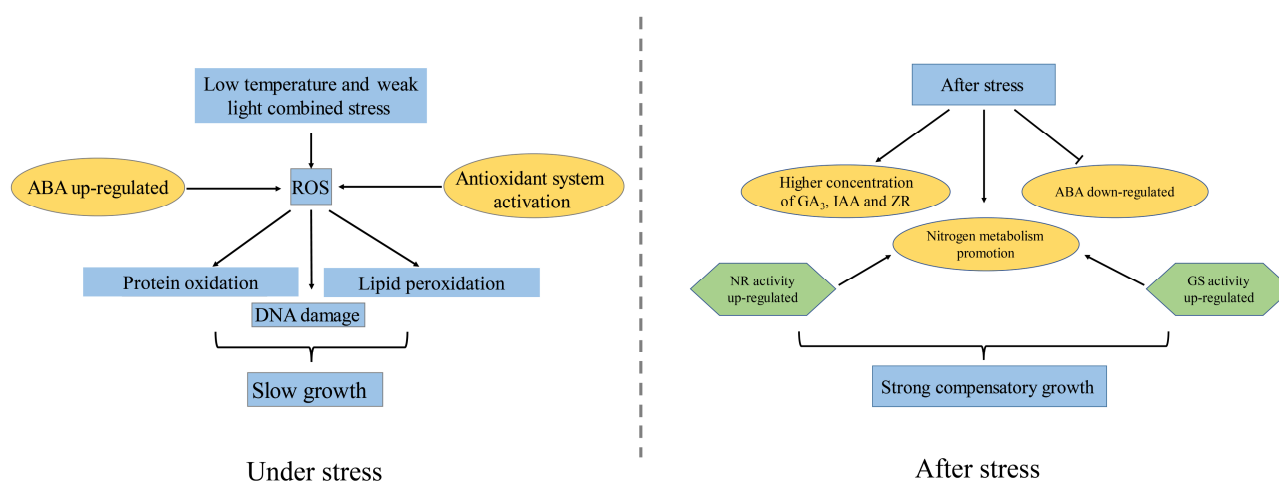 Low temperature and weak
light combined stress
ABA up-regulated
ROS
Antioxidant system
activation
Protein oxidation
Lipid peroxidation
DNA damage
Slow growth
Under stress
After stress
Higher concentration
of GA₃, IAA and ZR
ABA down-regulated
Nitrogen metabolism
promotion
NR activity
up-regulated
GS activity
up-regulated
Strong compensatory growth
After stress